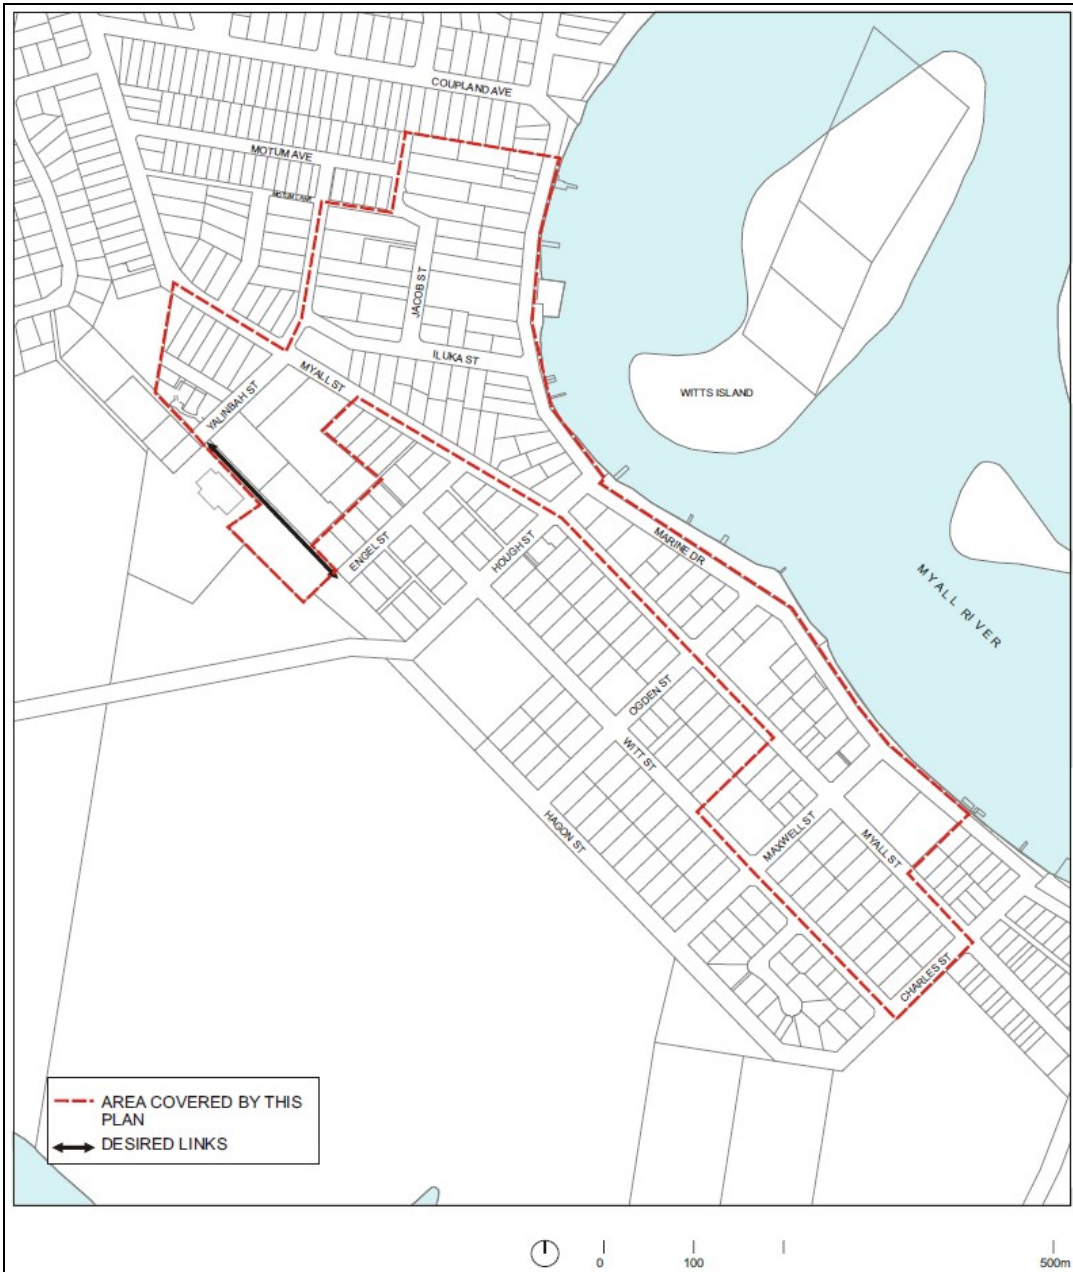 COUPLAND AVE
MOTUM AVE
MOTUM LANE
JACOB ST
ILUKA ST
MYALL ST
YALINBAH ST
WITTS ISLAND
MARINE DR
HOUGH ST
ENGEL ST
MYALL RIVER
OGDEN ST
WITT ST
HAGON ST
MAXWELL ST
MYALL ST
CHARLES ST
AREA COVERED BY THIS
PLAN
DESIRED LINKS
0
100
500m